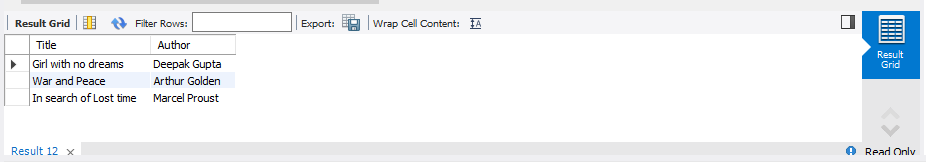 Result Grid Filter Rows: Export: Wrap Cell Content: IA
Title Author
Girl with no dreams Deepak Gupta
War and Peace Arthur Golden
In search of Lost time Marcel Proust
Result Grid
Result 12 × Read Only